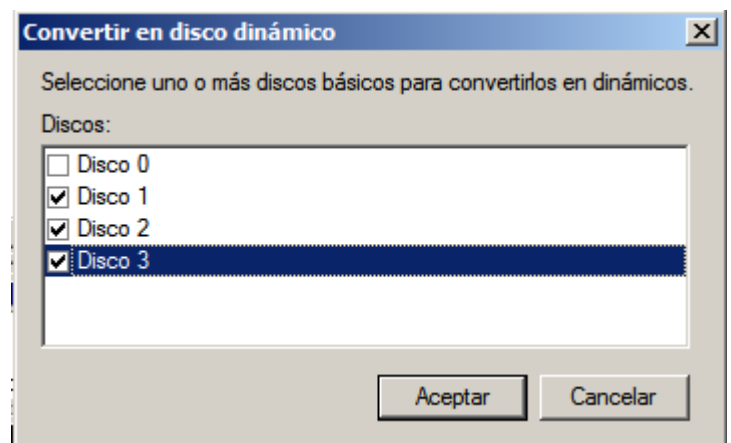 Convertir en disco dinámico
Seleccione uno o más discos básicos para convertirlos en dinámicos.
Discos:
Disco 0
Disco 1
Disco 2
Disco 3
Aceptar Cancelar